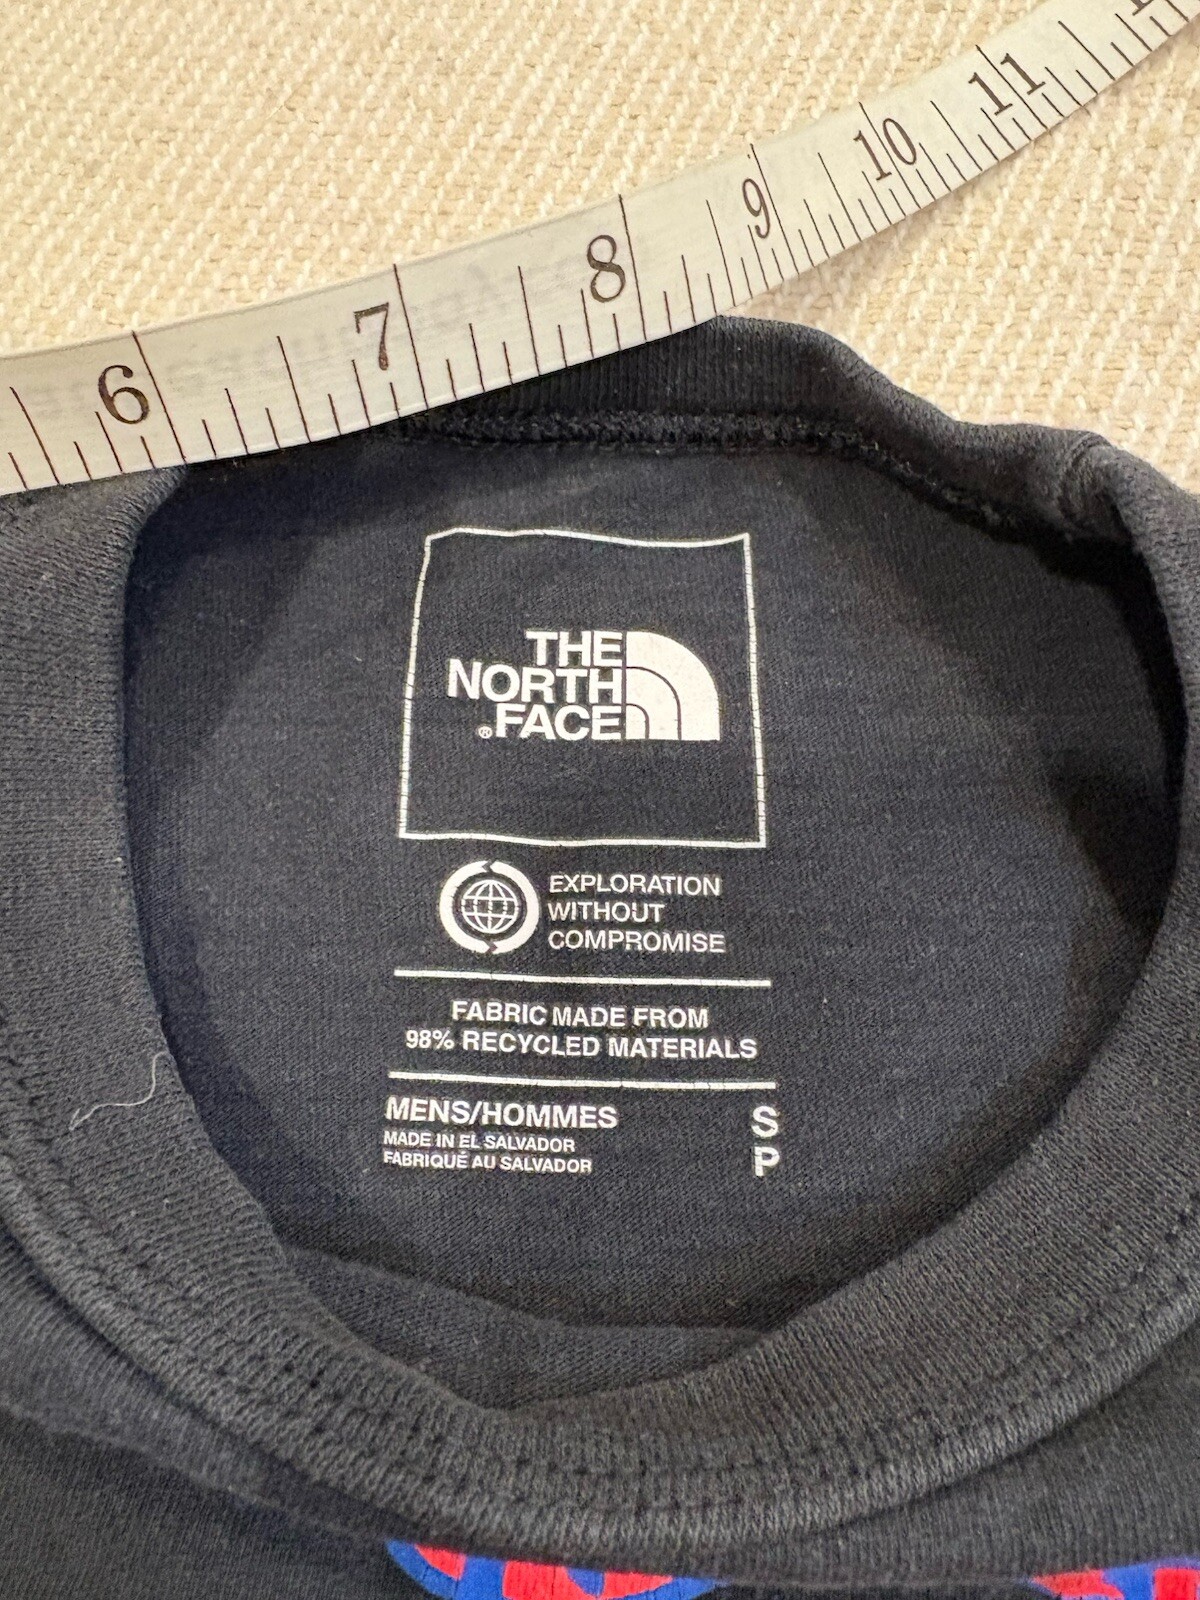 6 7 8 9 10 11
THE
NORTH
® FACE
EXPLORATION
WITHOUT
COMPROMISE
FABRIC MADE FROM
98% RECYCLED MATERIALS
MENS/HOMMES S
MADE IN EL SALVADOR P
FABRIQUÉ AU SALVADOR